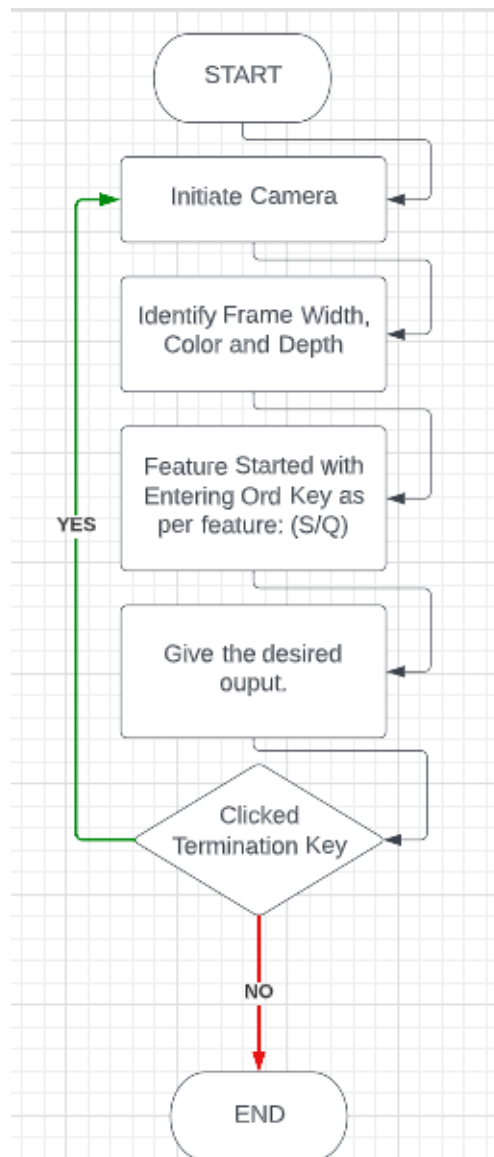 START
Initiate Camera
Identify Frame Width,
Color and Depth
Feature Started with
Entering Ord Key as
per feature: (S/Q)
YES
Give the desired
ouput.
Clicked
Termination Key
NO
END